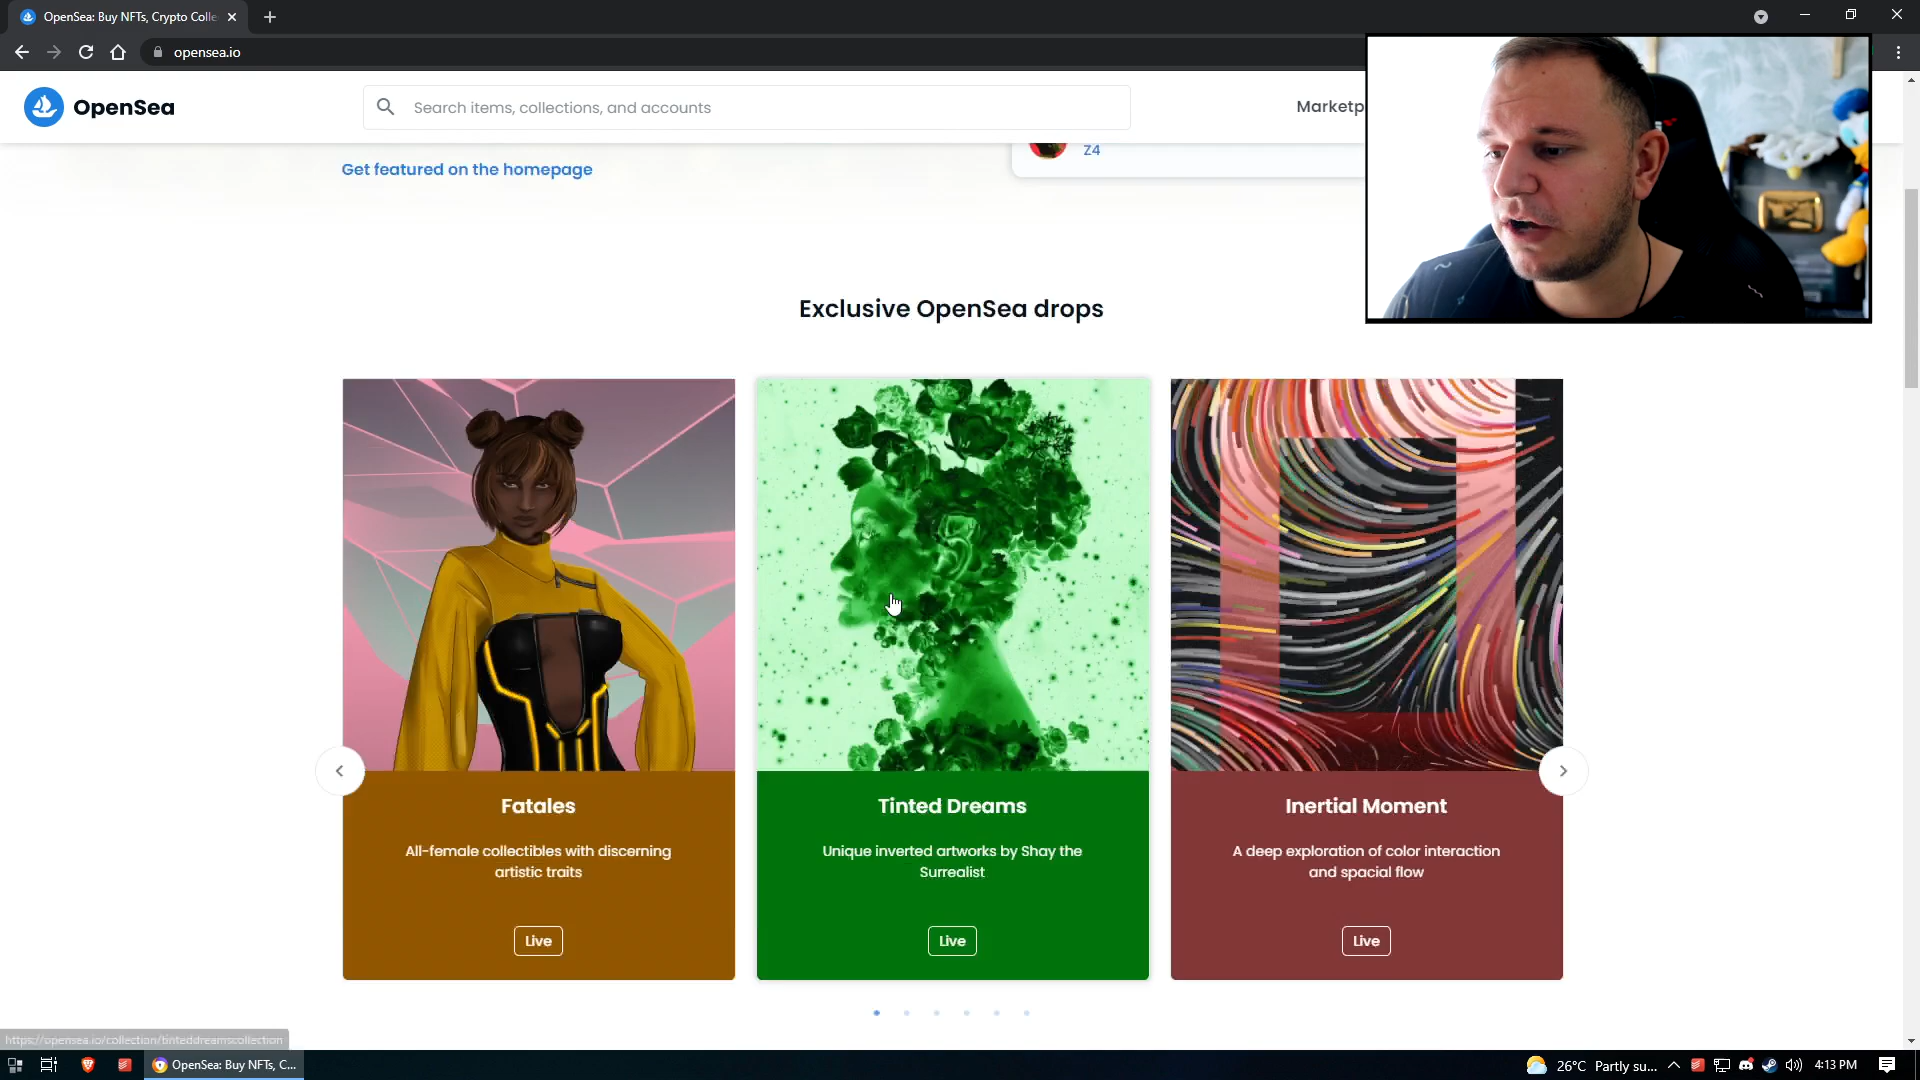 OpenSea: Buy NFTs, Crypto Colle
opensea.io
OpenSea
Search items, collections, and accounts
Marketp
Z4
Get featured on the homepage
Exclusive OpenSea drops
Fatales
All-female collectibles with discerning
artistic traits
Live
Tinted Dreams
Unique inverted artworks by Shay the
Surrealist
Live
Inertial Moment
A deep exploration of color interaction
and spacial flow
Live
https://opensea.io/collection/tinteddreamscollection
OpenSea: Buy NFTs, C...
26°C Partly su...
4:13 PM